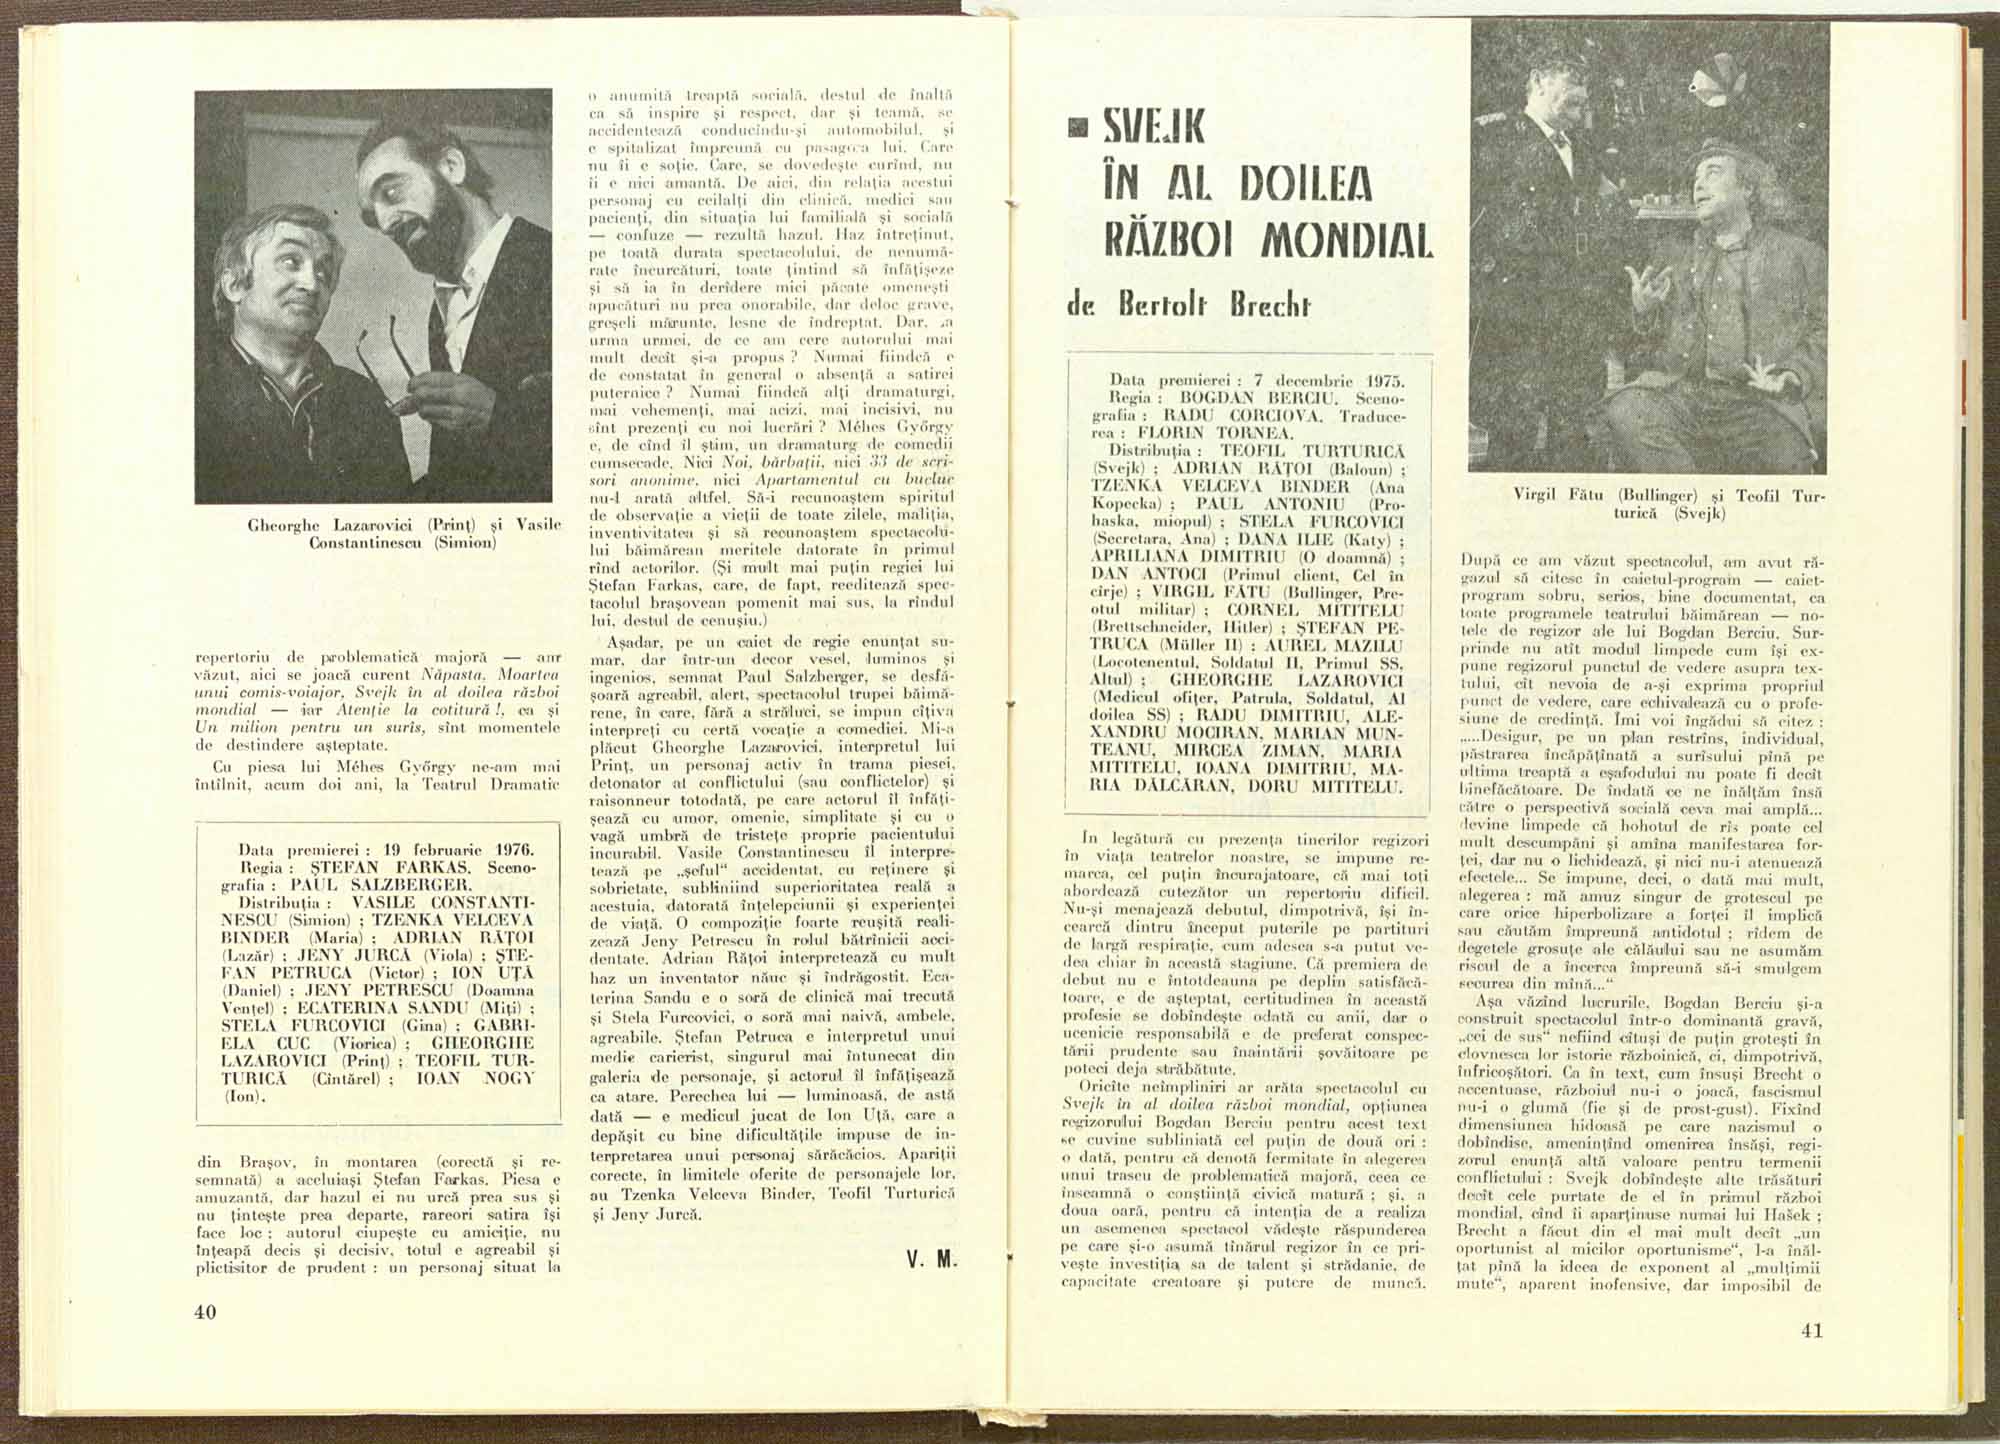 Gheorghe Lazarovici (Prinț) și Vasile
Constantinescu (Simion)
repertoriu de problematică majoră — am
văzut, aici se joacă curent Năpasta, Moartea
unui comis-voiajor, Svejk în al doilea război
mondial — iar Atenție la cotitură !, ca și
Un milion pentru un surîs, sînt momentele
de destindere așteptate.
Cu piesa lui Méhes György ne-am mai
întîlnit, acum doi ani, la Teatrul Dramatic
Data premierei : 19 februarie 1976.
Regia : ȘTEFAN FARKAS. Sceno-
grafia : PAUL SALZBERGER.
Distribuția : VASILE CONSTANTI-
NESCU (Simion) ; TZENKA VELCEVA
BINDER (Maria) ; ADRIAN RĂȚOI
(Lazăr) ; JENY JURCĂ (Viola) ; ȘTE-
FAN PETRUCA (Victor) ; ION UȚĂ
(Daniel) ; JENY PETRESCU (Doamna
Vențel) ; ECATERINA SANDU (Miți) ;
STELA FURCOVICI (Gina) ; GABRI-
ELA CUC (Viorica) ; GHEORGHE
LAZAROVICI (Prinț) ; TEOFIL TUR-
TURICĂ (Cîntărel) ; IOAN NOGY
(Ion).
din Brașov, în montarea (corectă și re-
semnată) a aceluiași Ștefan Farkas. Piesa e
amuzantă, dar hazul ei nu urcă prea sus și
nu țintește prea departe, rareori satira își
face loc ; autorul ciupește cu amiciție, nu
înțeapă decis și decisiv, totul e agreabil și
plictisitor de prudent : un personaj situat la
40
o anumită treaptă socială, destul de înaltă
ca să inspire și respect, dar și teamă, se
accidentează conducîndu-și automobilul, și
e spitalizat împreună cu pasagera lui. Care
nu îi e soție. Care, se dovedește curînd, nu
îi e nici amantă. De aici, din relația acestui
personaj cu ceilalți din clinică, medici sau
pacienți, din situația lui familială și socială
— confuze — rezultă hazul. Haz întreținut,
pe toată durata spectacolului, de nenumă-
rate încurcături, toate țintind să înfățișeze
și să ia în derîdere mici păcate omenești
apucături nu prea onorabile, dar deloc grave,
greșeli mărunte, lesne de îndreptat. Dar, la
urma urmei, de ce am cere autorului mai
mult decît și-a propus ? Numai fiindcă e
de constatat în general o absență a satirei
puternice ? Numai fiindcă alți dramaturgi,
mai vehemenți, mai acizi, mai incisivi, nu
sînt prezenți cu noi lucrări ? Méhes György
e, de cînd îl știm, un dramaturg de comedii
cumsecade. Nici Noi, bărbații, nici 33 de scri-
sori anonime, nici Apartamentul cu bucluc
nu-l arată altfel. Să-i recunoaștem spiritul
de observație a vieții de toate zilele, maliția,
inventivitatea și să recunoaștem spectacolu-
lui băimărean meritele datorate în primul
rînd actorilor. (Și mult mai puțin regiei lui
Ștefan Farkas, care, de fapt, reeditează spec-
tacolul brașovean pomenit mai sus, la rîndul
lui, destul de cenușiu.)
Așadar, pe un caiet de regie enunțat su-
mar, dar într-un decor vesel, luminos și
ingenios, semnat Paul Salzberger, se desfă-
șoară agreabil, alert, spectacolul trupei băimă-
rene, în care, fără a străluci, se impun cîțiva
interpreți cu certă vocație a comediei. Mi-a
plăcut Gheorghe Lazarovici, interpretul lui
Prinț, un personaj activ în trama piesei,
detonator al conflictului (sau conflictelor) și
raisonneur totodată, pe care actorul îl înfăți-
șează cu umor, omenie, simplitate și cu o
vagă umbră de tristețe proprie pacientului
incurabil. Vasile Constantinescu îl interpre-
tează pe „șeful“ accidentat, cu reținere și
sobrietate, subliniind superioritatea reală a
acestuia, datorată înțelepciunii și experienței
de viață. O compoziție foarte reușită reali-
zează Jeny Petrescu în rolul bătrînicii acci-
dentate. Adrian Rățoi interpretează cu mult
haz un inventator năuc și îndrăgostit. Eca-
terina Sandu e o soră de clinică mai trecută
și Stela Furcovici, o soră mai naivă, ambele,
agreabile. Ștefan Petruca e interpretul unui
medic carierist, singurul mai întunecat din
galeria de personaje, și actorul îl înfățișează
ca atare. Perechea lui — luminoasă, de astă
dată — e medicul jucat de Ion Uță, care a
depășit cu bine dificultățile impuse de in-
terpretarea unui personaj sărăcăcios. Apariții
corecte, în limitele oferite de personajele lor,
au Tzenka Velceva Binder, Teofil Turturică
și Jeny Jurcă.
V. M.
■ SVEJK
ÎN AL DOILEA
RĂZBOI MONDIAL
de Bertolt Brecht
Data premierei : 7 decembrie 1975.
Regia : BOGDAN BERCIU. Sceno-
grafia : RADU CORCIOVA. Traduce-
rea : FLORIN TORNEA.
Distribuția : TEOFIL TURTURICĂ
(Svejk) ; ADRIAN RĂȚOI (Baloun) ;
TZENKA VELCEVA BINDER (Ana
Kopecka) ; PAUL ANTONIU (Pro-
haska, miopul) ; STELA FURCOVICI
(Secretara, Ana) ; DANA ILIE (Katy) ;
APRILIANA DIMITRIU (O doamnă) ;
DAN ANTOCI (Primul client, Cel în
cîrje) ; VIRGIL FĂTU (Bullinger, Pre-
otul militar) ; CORNEL MITITELU
(Brettschneider, Hitler) ; ȘTEFAN PE-
TRUCA (Müller II) ; AUREL MAZILU
(Locotenentul, Soldatul II, Primul SS,
Altul) ; GHEORGHE LAZAROVICI
(Medicul ofițer, Patrula, Soldatul, Al
doilea SS) ; RADU DIMITRIU, ALE-
XANDRU MOCIRAN, MARIAN MUN-
TEANU, MIRCEA ZIMAN, MARIA
MITITELU, IOANA DIMITRIU, MA-
RIA DĂLCĂRAN, DORU MITITELU.
În legătură cu prezența tinerilor regizori
în viața teatrelor noastre, se impune re-
marca, cel puțin încurajatoare, că mai toți
abordează cutezător un repertoriu dificil.
Nu-și menajează debutul, dimpotrivă, își în-
cearcă dintru început puterile pe partituri
de largă respirație, cum adesea s-a putut ve-
dea chiar în această stagiune. Că premiera de
debut nu e întotdeauna pe deplin satisfăcă-
toare, e de așteptat, certitudinea în această
profesie se dobîndește odată cu anii, dar o
ucenicie responsabilă e de preferat conspec-
tării prudente sau înaintării șovăitoare pe
poteci deja străbătute.
Oricîte neîmpliniri ar arăta spectacolul cu
Svejk în al doilea război mondial, opțiunea
regizorului Bogdan Berciu pentru acest text
se cuvine subliniată cel puțin de două ori :
o dată, pentru că denotă fermitate în alegerea
unui traseu de problematică majoră, ceea ce
înseamnă o conștiință civică matură ; și, a
doua oară, pentru că intenția de a realiza
un asemenea spectacol vădește răspunderea
pe care și-o asumă tînărul regizor în ce pri-
vește investiția sa de talent și strădanie, de
capacitate creatoare și putere de muncă.
Virgil Fătu (Bullinger) și Teofil Tur-
turică (Svejk)
După ce am văzut spectacolul, am avut ră-
gazul să citesc în caietul-program — caiet-
program sobru, serios, bine documentat, ca
toate programele teatrului băimărean — no-
tele de regizor ale lui Bogdan Berciu. Sur-
prinde nu atît modul limpede cum își ex-
pune regizorul punctul de vedere asupra tex-
tului, cît nevoia de a-și exprima propriul
punct de vedere, care echivalează cu o profe-
siune de credință. Îmi voi îngădui să citez :
„....Desigur, pe un plan restrîns, individual,
păstrarea încăpățînată a surîsului pînă pe
ultima treaptă a eșafodului nu poate fi decît
binefăcătoare. De îndată ce ne înălțăm însă
către o perspectivă socială ceva mai amplă...
devine limpede că hohotul de rîs poate cel
mult descumpăni și amîna manifestarea for-
ței, dar nu o lichidează, și nici nu-i atenuează
efectele... Se impune, deci, o dată mai mult,
alegerea : mă amuz singur de grotescul pe
care orice hiperbolizare a forței îl implică
sau căutăm împreună antidotul ; rîdem de
degetele grosuțe ale călăului sau ne asumăm
riscul de a încerca împreună să-i smulgem
securea din mînă...“
Așa văzînd lucrurile, Bogdan Berciu și-a
construit spectacolul într-o dominantă gravă,
„cei de sus“ nefiind cîtuși de puțin grotești în
clovnesca lor istorie războinică, ci, dimpotrivă,
înfricoșători. Ca în text, cum însuși Brecht o
accentuase, războiul nu-i o joacă, fascismul
nu-i o glumă (fie și de prost-gust). Fixînd
dimensiunea hidoasă pe care nazismul o
dobîndise, amenințînd omenirea însăși, regi-
zorul enunță altă valoare pentru termenii
conflictului : Svejk dobîndește alte trăsături
decît cele purtate de el în primul război
mondial, cînd îi aparținuse numai lui Hašek ;
Brecht a făcut din el mai mult decît „un
oportunist al micilor oportunisme“, l-a înăl-
țat pînă la ideea de exponent al „mulțimii
mute“, aparent inofensive, dar imposibil de
41